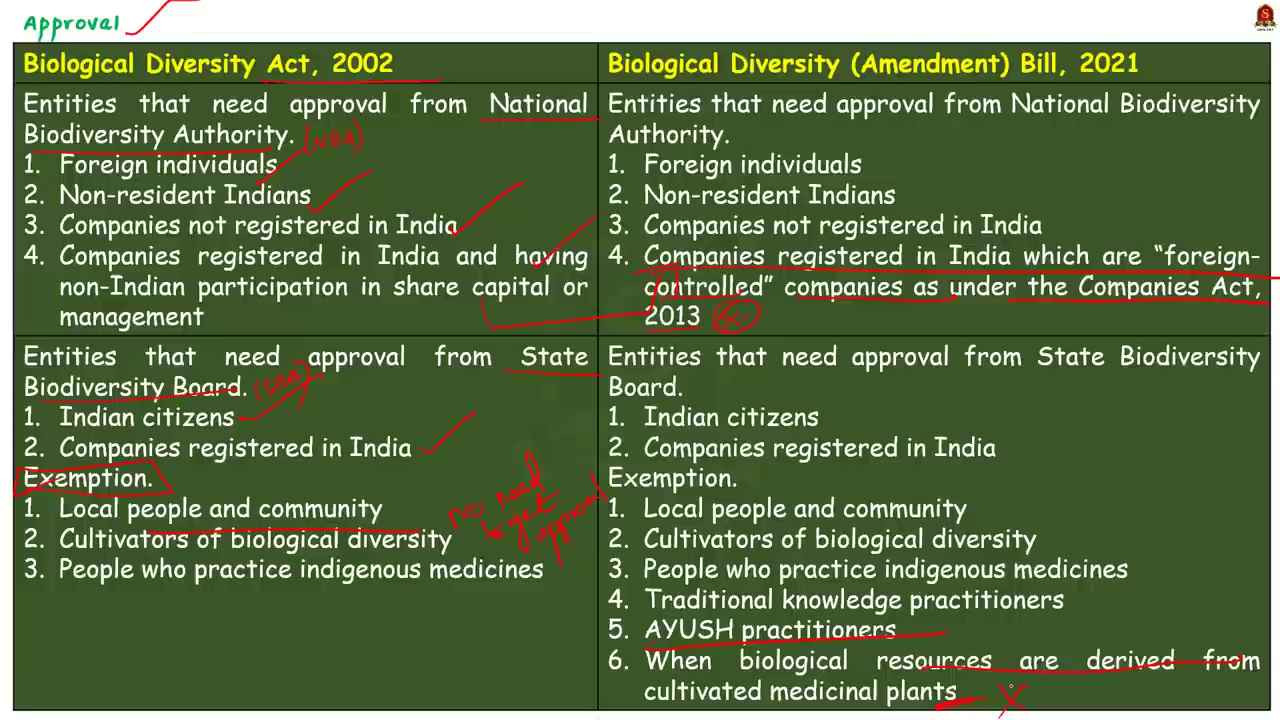 Approval
Biological Diversity Act, 2002
Entities that need approval from National
Biodiversity Authority. (NBA)
1. Foreign individuals
2. Non-resident Indians
3. Companies not registered in India
4. Companies registered in India and having
non-Indian participation in share capital or
management
Entities that need approval from State
Biodiversity Board. (SBB)
1. Indian citizens
2. Companies registered in India
Exemption.
1. Local people and community
2. Cultivators of biological diversity
3. People who practice indigenous medicines
No need
to get
approval
Biological Diversity (Amendment) Bill, 2021
Entities that need approval from National Biodiversity
Authority.
1. Foreign individuals
2. Non-resident Indians
3. Companies not registered in India
4. Companies registered in India which are “foreign-
controlled” companies as under the Companies Act,
2013
Entities that need approval from State Biodiversity
Board.
1. Indian citizens
2. Companies registered in India
Exemption.
1. Local people and community
2. Cultivators of biological diversity
3. People who practice indigenous medicines
4. Traditional knowledge practitioners
5. AYUSH practitioners
6. When biological resources are derived from
cultivated medicinal plants